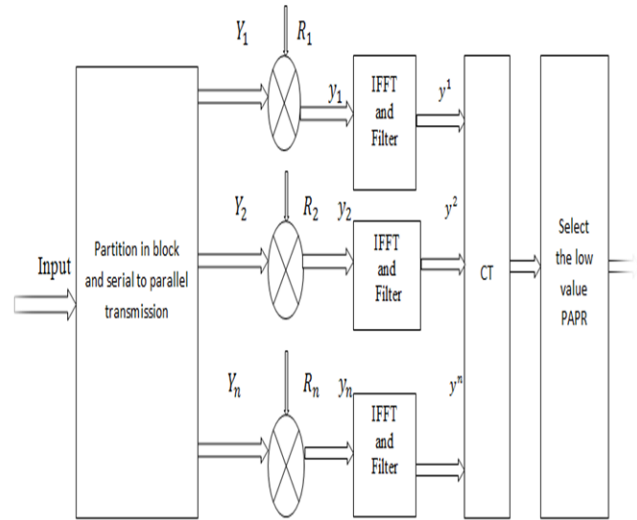 Y₁ R₁
y₁
IFFT
and
Filter
y¹
Y₂ R₂ y₂
IFFT
and
Filter
y²
Input
Partition in block
and serial to parallel
transmission
CT
Select
the low
value
PAPR
Yₙ Rₙ yₙ
IFFT
and
Filter
yⁿ